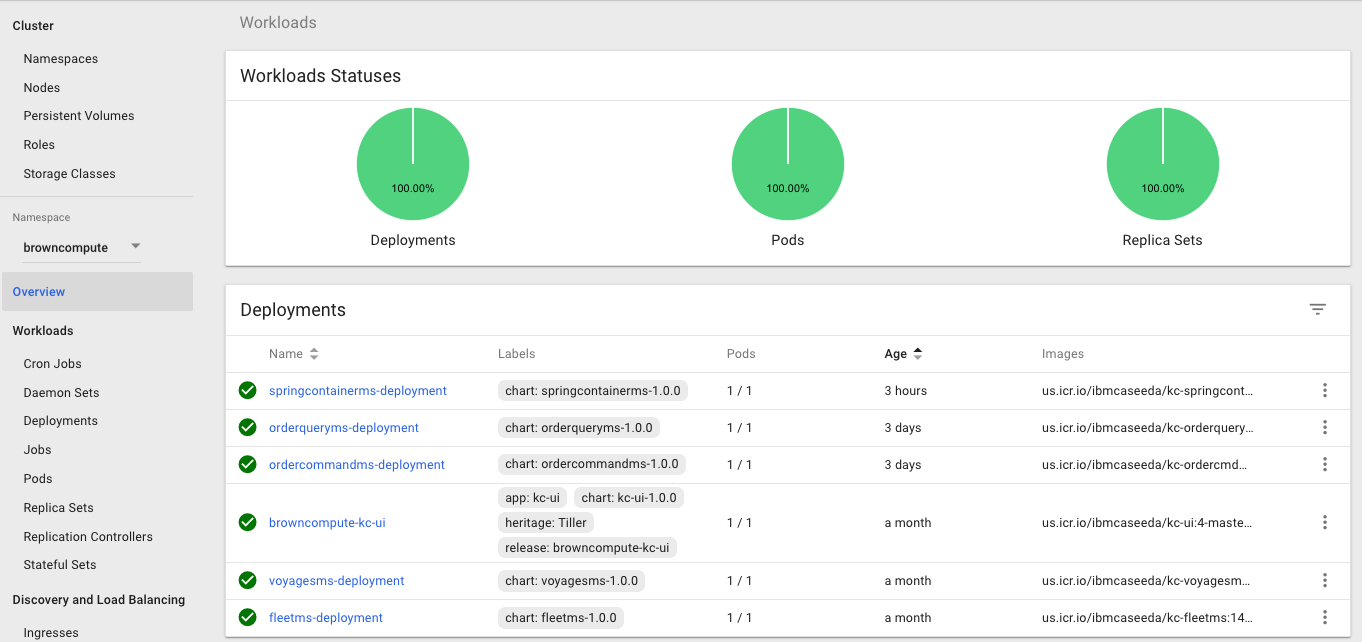 Cluster
Namespaces
Nodes
Persistent Volumes
Roles
Storage Classes
Namespace
browncompute
Overview
Workloads
Cron Jobs
Daemon Sets
Deployments
Jobs
Pods
Replica Sets
Replication Controllers
Stateful Sets
Discovery and Load Balancing
Ingresses
Workloads
Workloads Statuses
100.00% 100.00% 100.00%
Deployments Pods Replica Sets
Deployments
Name Labels Pods Age Images
springcontainerms-deployment chart: springcontainerms-1.0.0 1 / 1 3 hours us.icr.io/ibmcaseeda/kc-springcont...
orderqueryms-deployment chart: orderqueryms-1.0.0 1 / 1 3 days us.icr.io/ibmcaseeda/kc-orderquery...
ordercommandms-deployment chart: ordercommandms-1.0.0 1 / 1 3 days us.icr.io/ibmcaseeda/kc-ordercmd...
app: kc-ui chart: kc-ui-1.0.0
browncompute-kc-ui heritage: Tiller 1 / 1 a month us.icr.io/ibmcaseeda/kc-ui:4-maste...
release: browncompute-kc-ui
voyagesms-deployment chart: voyagesms-1.0.0 1 / 1 a month us.icr.io/ibmcaseeda/kc-voyagesm...
fleetms-deployment chart: fleetms-1.0.0 1 / 1 a month us.icr.io/ibmcaseeda/kc-fleetms:14...